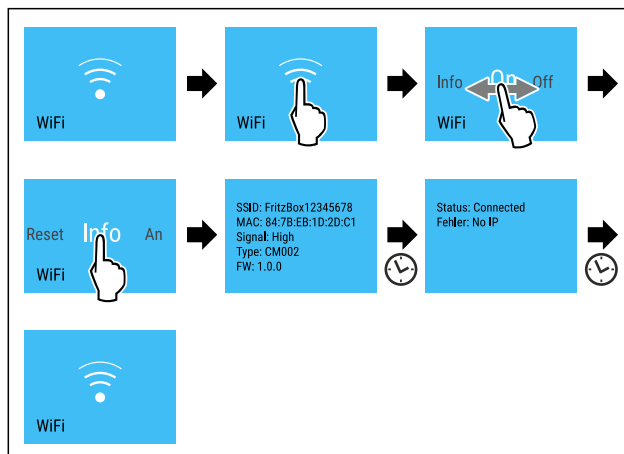 WiFi
WiFi
Info On Off
WiFi
Reset Info An
WiFi
SSID: FritzBox12345678
MAC: 84:7B:EB:1D:2D:C1
Signal: High
Type: CM002
FW: 1.0.0
Status: Connected
Fehler: No IP
WiFi